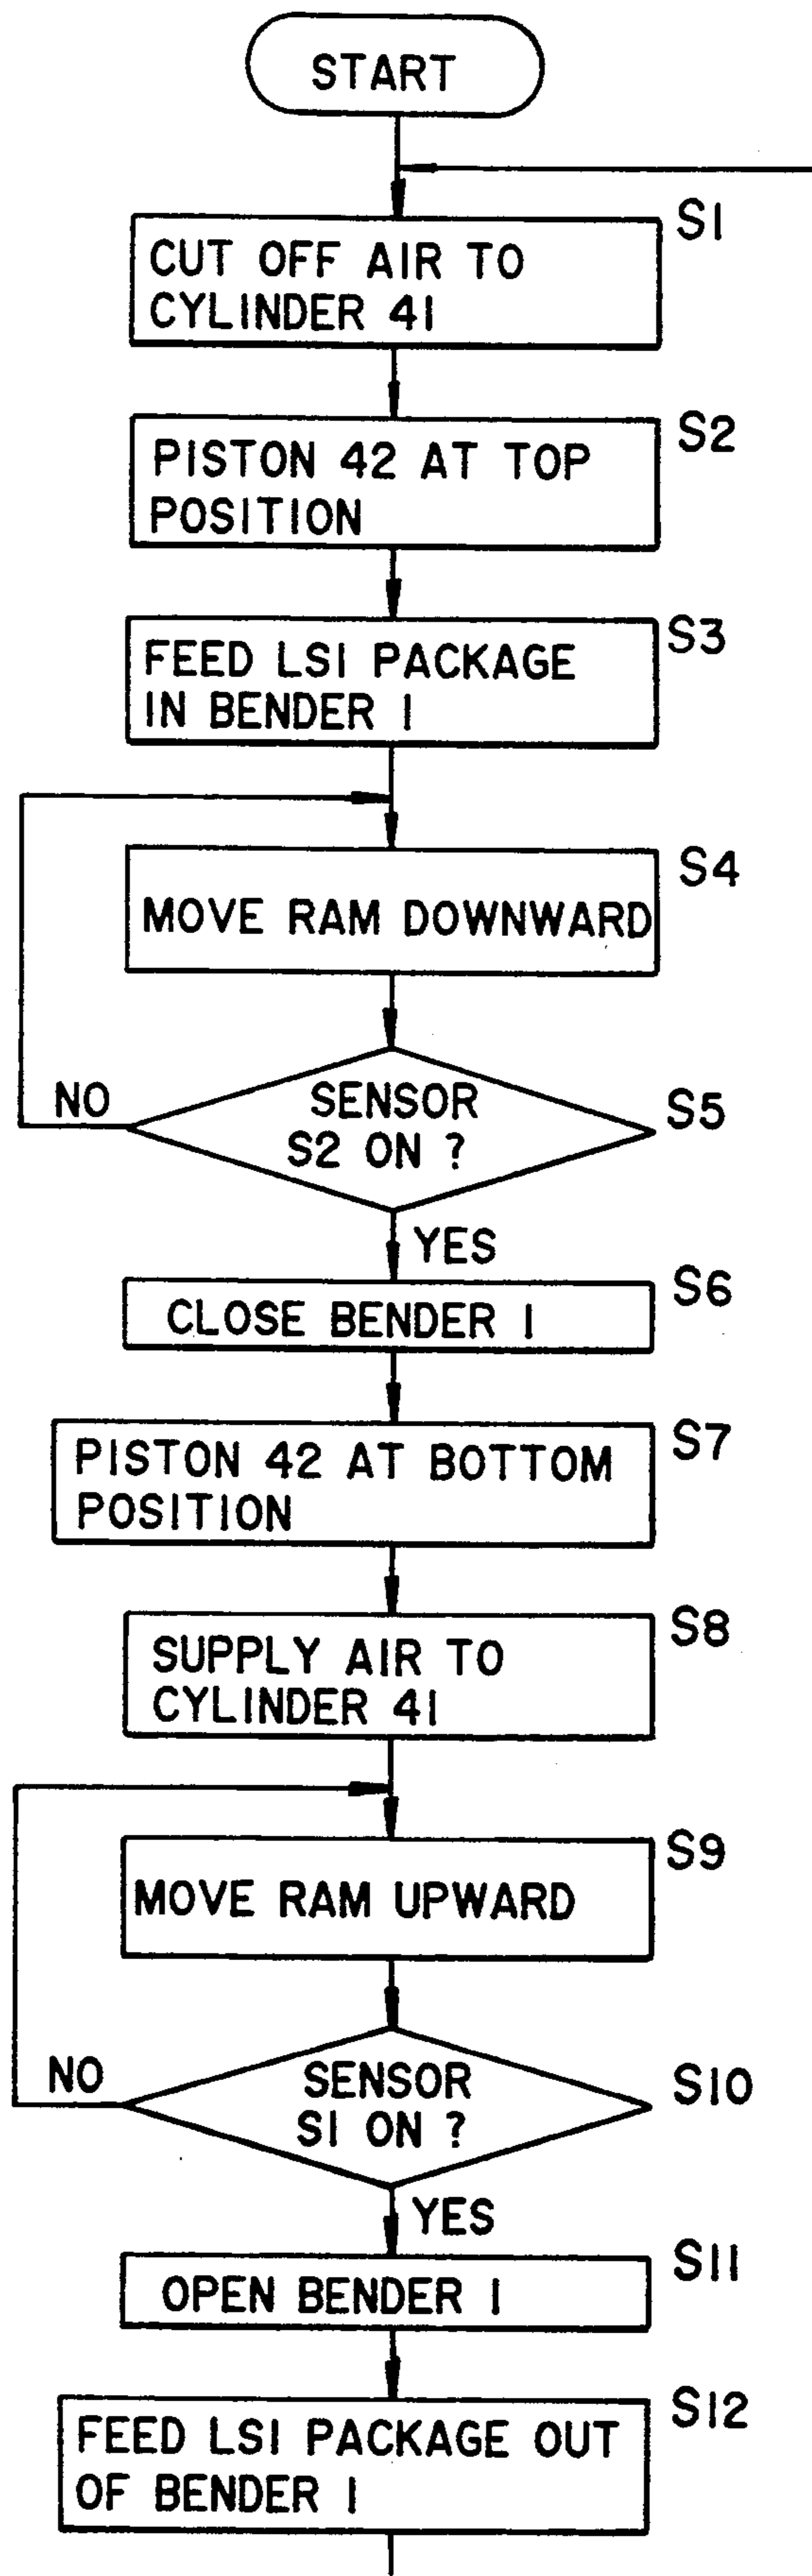 START
S1
CUT OFF AIR TO
CYLINDER 41
S2
PISTON 42 AT TOP
POSITION
S3
FEED LSI PACKAGE
IN BENDER 1
S4
MOVE RAM DOWNWARD
NO
SENSOR
S2 ON ?
S5
YES
S6
CLOSE BENDER 1
S7
PISTON 42 AT BOTTOM
POSITION
S8
SUPPLY AIR TO
CYLINDER 41
S9
MOVE RAM UPWARD
NO
SENSOR
S1 ON ?
S10
YES
S11
OPEN BENDER 1
S12
FEED LSI PACKAGE OUT
OF BENDER 1